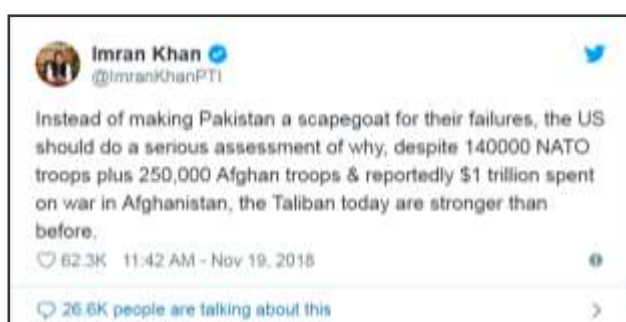 Imran Khan
@ImranKhanPTI
Instead of making Pakistan a scapegoat for their failures, the US
should do a serious assessment of why, despite 140000 NATO
troops plus 250,000 Afghan troops & reportedly $1 trillion spent
on war in Afghanistan, the Taliban today are stronger than
before.
62.3K 11:42 AM - Nov 19, 2018
26.6K people are talking about this